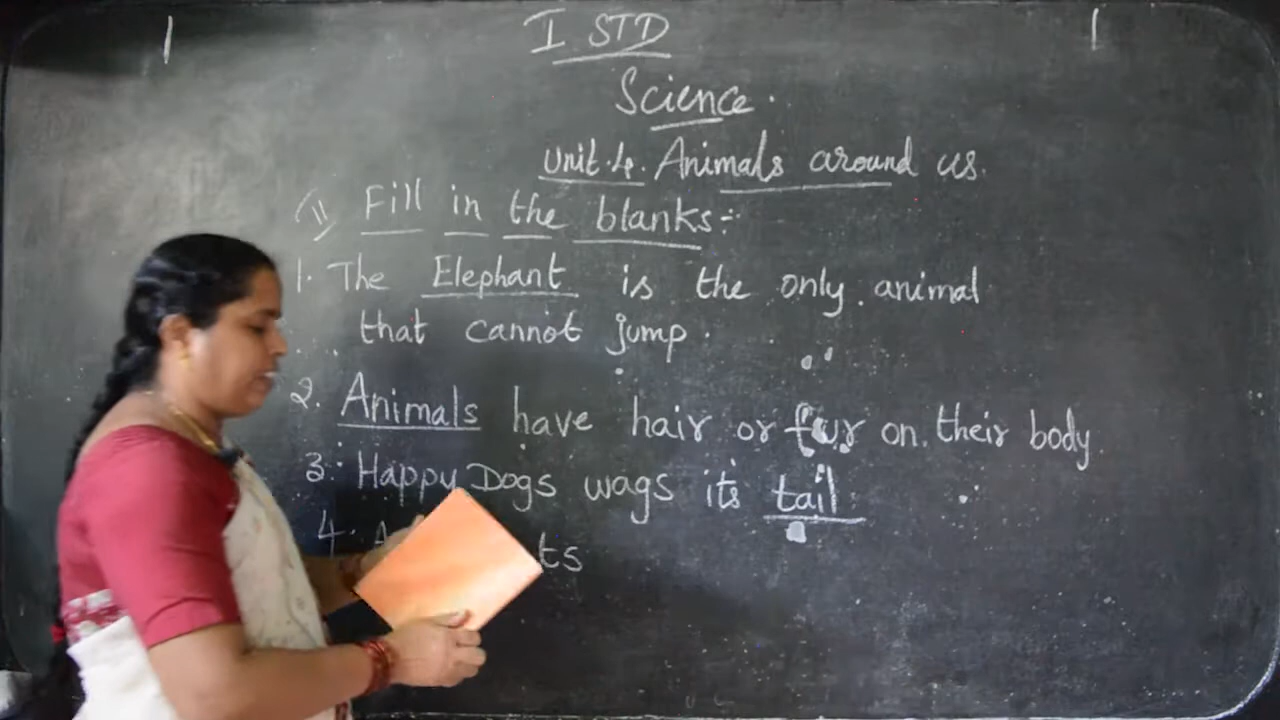 I STD
Science.
Unit.4. Animals around us.
I) Fill in the blanks:-
1. The Elephant is the only animal
that cannot jump.
2. Animals have hair or fur on their body.
3. Happy Dogs wags its tail
4.